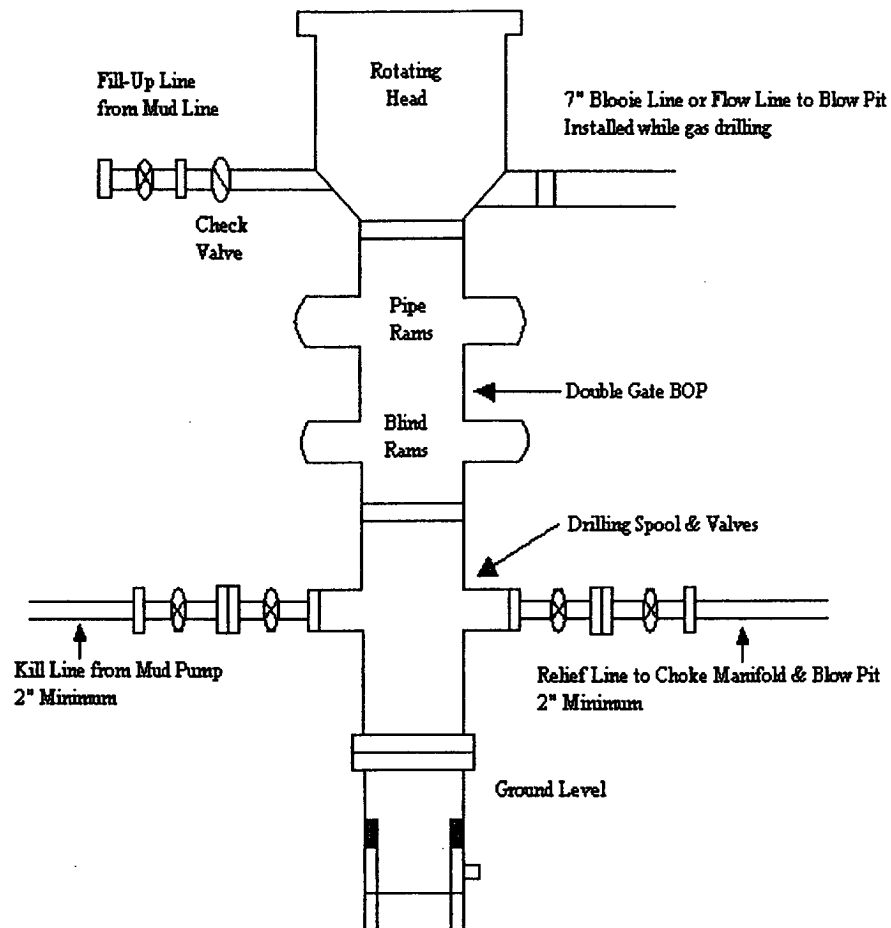 Rotating
Head
Fill-Up Line
from Mud Line
7" Blooie Line or Flow Line to Blow Pit
Installed while gas drilling
Check
Valve
Pipe
Rams
Double Gate BOP
Blind
Rams
Drilling Spool & Valves
Kill Line from Mud Pump
2" Minimum
Relief Line to Choke Manifold & Blow Pit
2" Minimum
Ground Level